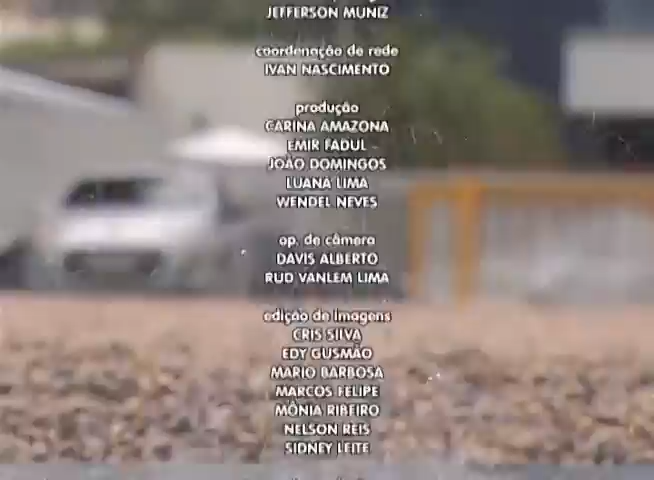 JEFFERSON MUNIZ
coordenação de rede
IVAN NASCIMENTO
produção
CARINA AMAZONA
EMIR FADUL
JOÃO DOMINGOS
LUANA LIMA
WENDEL NEVES
op. de câmera
DAVIS ALBERTO
RUD VANLEM LIMA
edição de imagens
CRIS SILVA
EDY GUSMÃO
MARIO BARBOSA
MARCOS FELIPE
MÔNIA RIBEIRO
NELSON REIS
SIDNEY LEITE